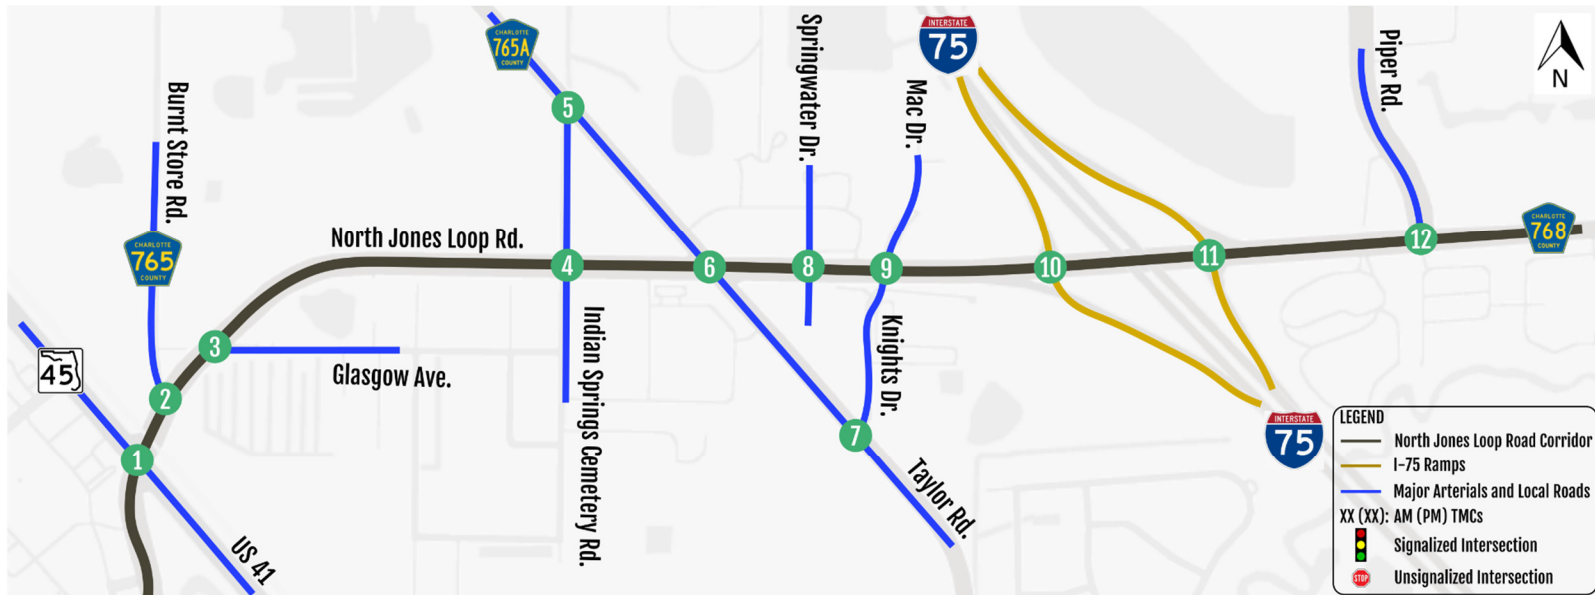 CHARLOTTE
765A
COUNTY
Springwater Dr.
INTERSTATE
75
Piper Rd.
N
Burnt Store Rd.
Mac Dr.
5
CHARLOTTE
765
COUNTY
North Jones Loop Rd.
4
6
8
9
10
11
12
CHARLOTTE
768
COUNTY
45
3
Glasgow Ave.
Indian Springs Cemetery Rd.
Knights Dr.
2
1
7
INTERSTATE
75
US 41
Taylor Rd.
LEGEND
North Jones Loop Road Corridor
I-75 Ramps
Major Arterials and Local Roads
XX (XX): AM (PM) TMCs
Signalized Intersection
STOP
Unsignalized Intersection